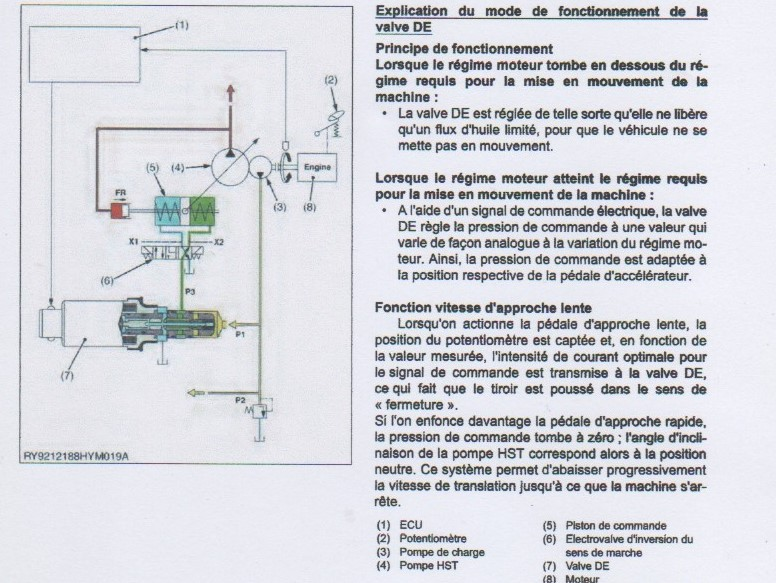 (1)
(2)
(5)
(4)
Engine
FR
(3)
(8)
X1
X2
(6)
P3
P1
(7)
P2
RY9212188HYM019A
Explication du mode de fonctionnement de la
valve DE
Principe de fonctionnement
Lorsque le régime moteur tombe en dessous du ré-
gime requis pour la mise en mouvement de la
machine :
• La valve DE est réglée de telle sorte qu'elle ne libère
qu'un flux d'huile limité, pour que le véhicule ne se
mette pas en mouvement.
Lorsque le régime moteur atteint le régime requis
pour la mise en mouvement de la machine :
• A l'aide d'un signal de commande électrique, la valve
DE règle la pression de commande à une valeur qui
varie de façon analogue à la variation du régime mo-
teur. Ainsi, la pression de commande est adaptée à
la position respective de la pédale d'accélérateur.
Fonction vitesse d'approche lente
Lorsqu'on actionne la pédale d'approche lente, la
position du potentiomètre est captée et, en fonction de
la valeur mesurée, l'intensité de courant optimale pour
le signal de commande est transmise à la valve DE,
ce qui fait que le tiroir est poussé dans le sens de
« fermeture ».
Si l'on enfonce davantage la pédale d'approche rapide,
la pression de commande tombe à zéro ; l'angle d'incli-
naison de la pompe HST correspond alors à la position
neutre. Ce système permet d'abaisser progressivement
la vitesse de translation jusqu'à ce que la machine s'ar-
rête.
(1) ECU
(2) Potentiomètre
(3) Pompe de charge
(4) Pompe HST
(5) Piston de commande
(6) Electrovalve d'inversion du
sens de marche
(7) Valve DE
(8) Moteur